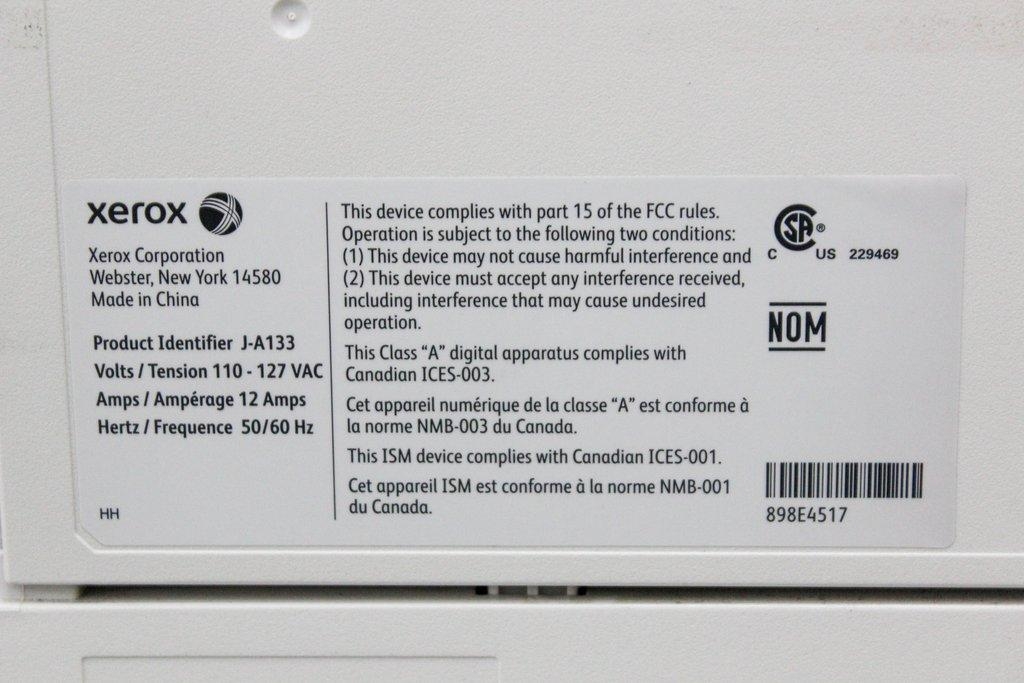 xerox
Xerox Corporation
Webster, New York 14580
Made in China
Product Identifier J-A133
Volts / Tension 110 - 127 VAC
Amps / Ampérage 12 Amps
Hertz / Frequence 50/60 Hz
HH
This device complies with part 15 of the FCC rules.
Operation is subject to the following two conditions:
(1) This device may not cause harmful interference and
(2) This device must accept any interference received,
including interference that may cause undesired
operation.
This Class “A” digital apparatus complies with
Canadian ICES-003.
Cet appareil numérique de la classe “A” est conforme à
la norme NMB-003 du Canada.
This ISM device complies with Canadian ICES-001.
Cet appareil ISM est conforme à la norme NMB-001
du Canada.
SA ®
C US 229469
NOM
898E4517